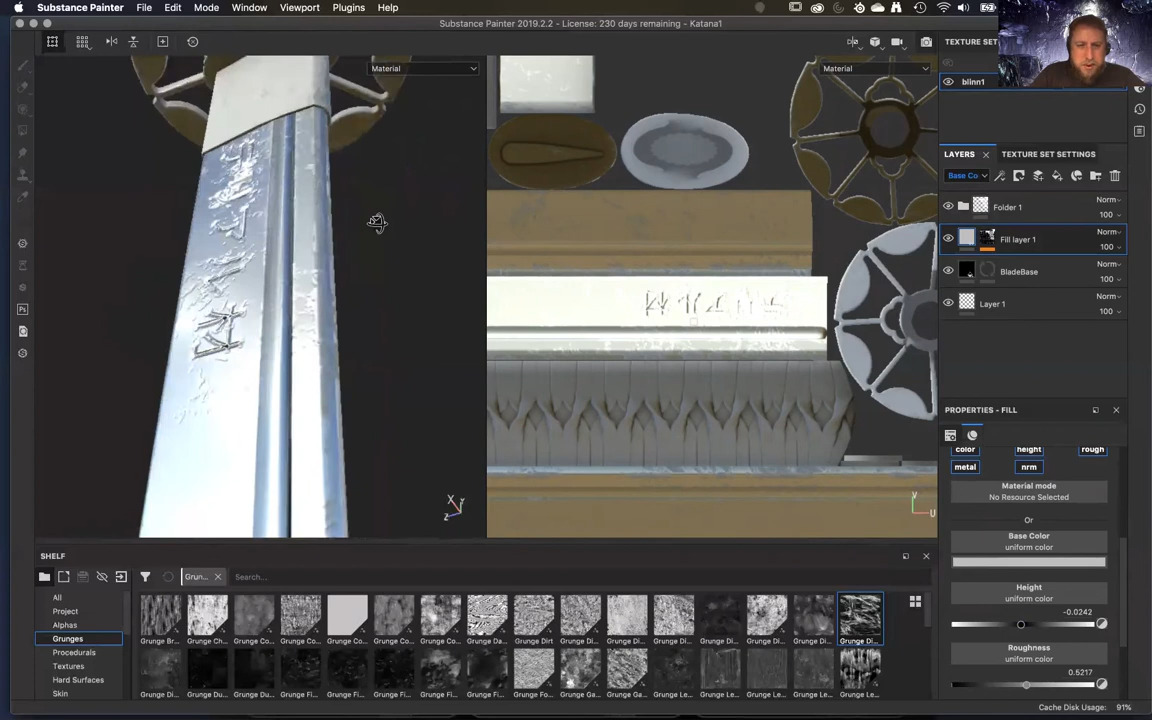 Substance Painter File Edit Mode Window Viewport Plugins Help
Substance Painter 2019.2.2 - License: 230 days remaining - Katana1
Material
Material
TEXTURE SET
blinn1
LAYERS
TEXTURE SET SETTINGS
Base Co
Folder 1
Norm
100
Fill layer 1
Norm
100
BladeBase
Norm
100
Layer 1
Norm
100
PROPERTIES - FILL
color height rough
metal nrm
Material mode
No Resource Selected
Or
Base Color
uniform color
Height
uniform color
-0.0242
Roughness
uniform color
0.5217
X Y
Z
V
U
SHELF
Grun...
Search...
All
Project
Alphas
Grunges
Procedurals
Textures
Hard Surfaces
Skin
Grunge Br...
Grunge Ch...
Grunge Co...
Grunge Co...
Grunge Co...
Grunge Co...
Grunge Co...
Grunge Da...
Grunge Dirt
Grunge Di...
Grunge Di...
Grunge Di...
Grunge Di...
Grunge Di...
Grunge Di...
Grunge Di...
Grunge Di...
Grunge Du...
Grunge Du...
Grunge Fi...
Grunge Fi...
Grunge Fi...
Grunge Fi...
Grunge Fi...
Grunge Fo...
Grunge Ga...
Grunge Ga...
Grunge Le...
Grunge Le...
Grunge Le...
Grunge Le...
Grunge Le...
Cache Disk Usage: 91%